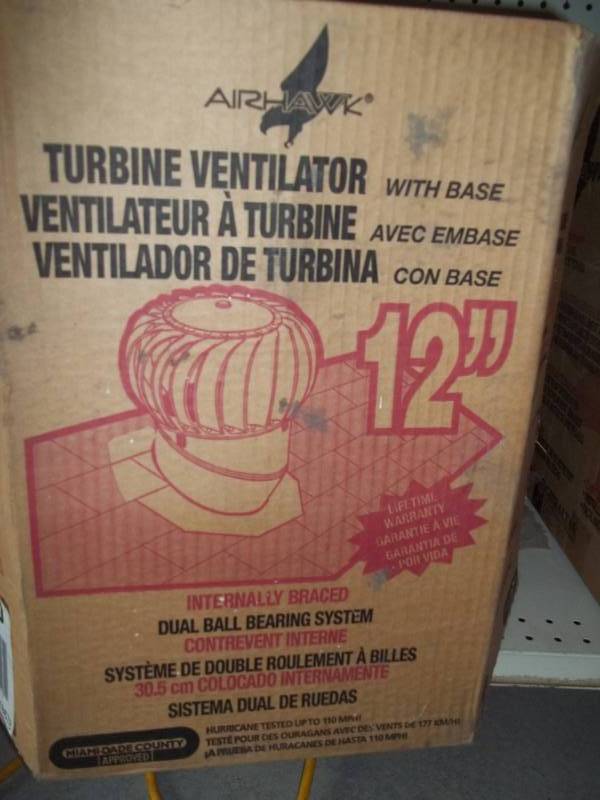 AIRHAWK®
TURBINE VENTILATOR WITH BASE
VENTILATEUR À TURBINE AVEC EMBASE
VENTILADOR DE TURBINA CON BASE
12"
LIFETIME
WARRANTY
GARANTIE À VIE
GARANTIA DE
POR VIDA
INTERNALLY BRACED
DUAL BALL BEARING SYSTEM
CONTREVENT INTERNE
SYSTÈME DE DOUBLE ROULEMENT À BILLES
30.5 cm COLOCADO INTERNAMENTE
SISTEMA DUAL DE RUEDAS
HURRICANE TESTED UP TO 110 MPH!
TESTÉ POUR DES OURAGANS AVEC DES VENTS DE 177 KM/H!
¡A PRUEBA DE HURACANES DE HASTA 110 MPH!
MIAMI-DADE COUNTY
APPROVED